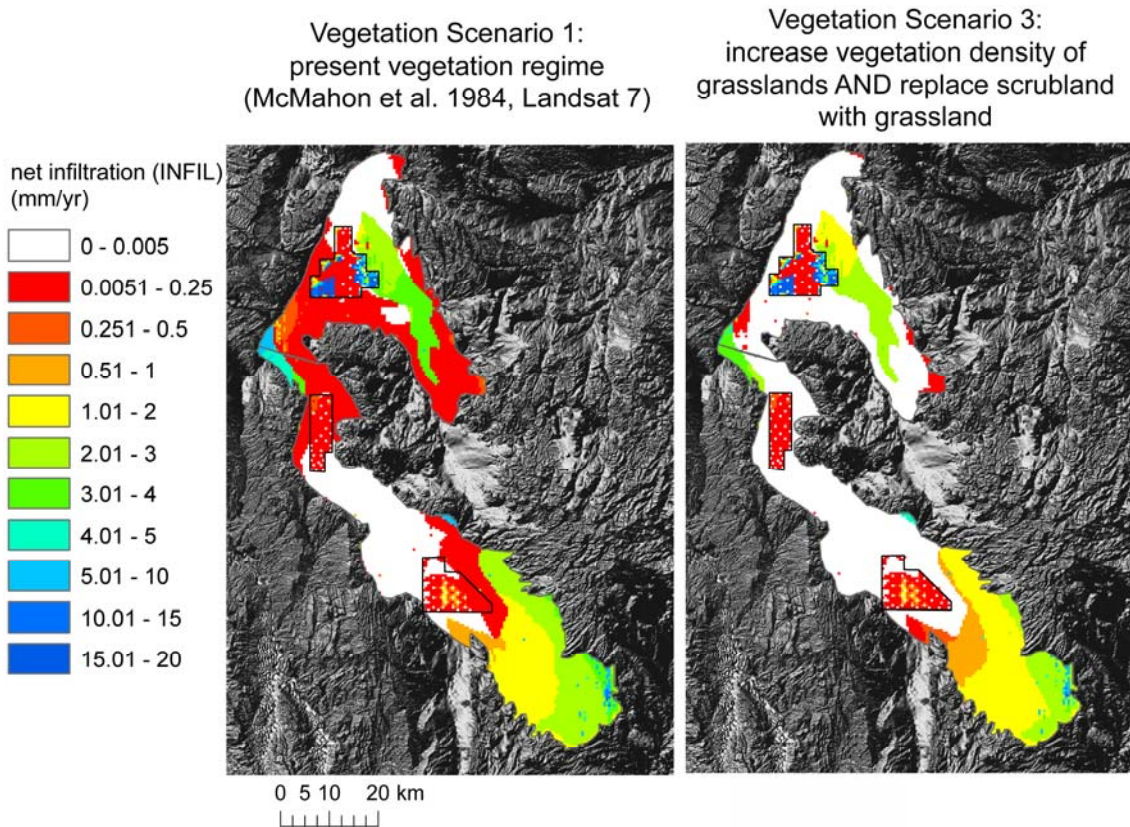 Vegetation Scenario 1:
present vegetation regime
(McMahon et al. 1984, Landsat 7)
Vegetation Scenario 3:
increase vegetation density of
grasslands AND replace scrubland
with grassland
net infiltration (INFIL)
(mm/yr)
0 - 0.005
0.0051 - 0.25
0.251 - 0.5
0.51 - 1
1.01 - 2
2.01 - 3
3.01 - 4
4.01 - 5
5.01 - 10
10.01 - 15
15.01 - 20
0 5 10 20 km